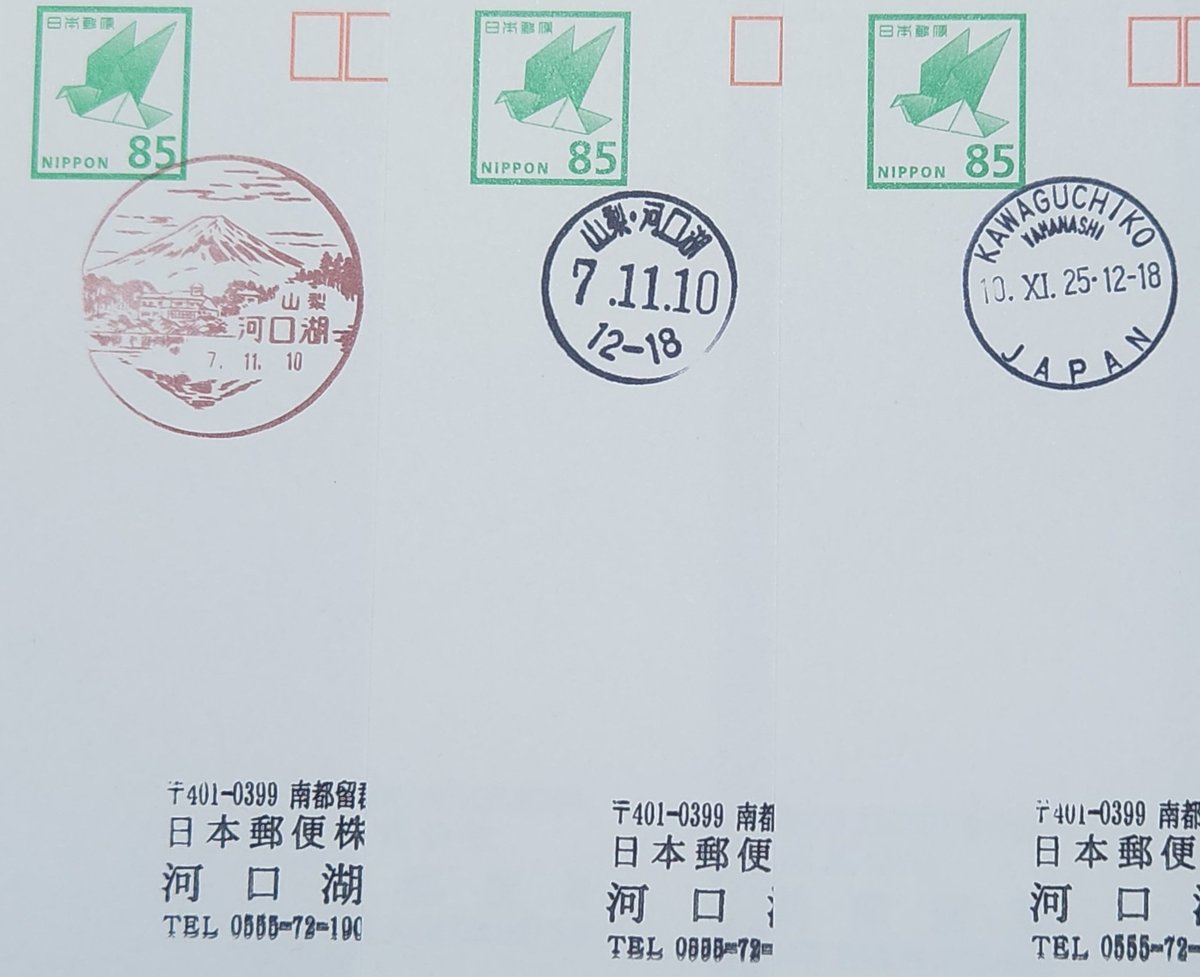 日本郵便
NIPPON 85
山梨
河口湖
7. 11. 10
〒401-0399 南都留
日本郵便株
河口湖
TEL 0555-72-190
日本郵便
NIPPON 85
山梨・河口湖
7.11.10
12-18
〒401-0399 南都
日本郵便
河口
TEL 0555-72-
日本郵便
NIPPON 85
KAWAGUCHIKO
YAMANASHI
10. XI. 25・12-18
JAPAN
〒401-0399 南都
日本郵便
河口
TEL 0555-72-